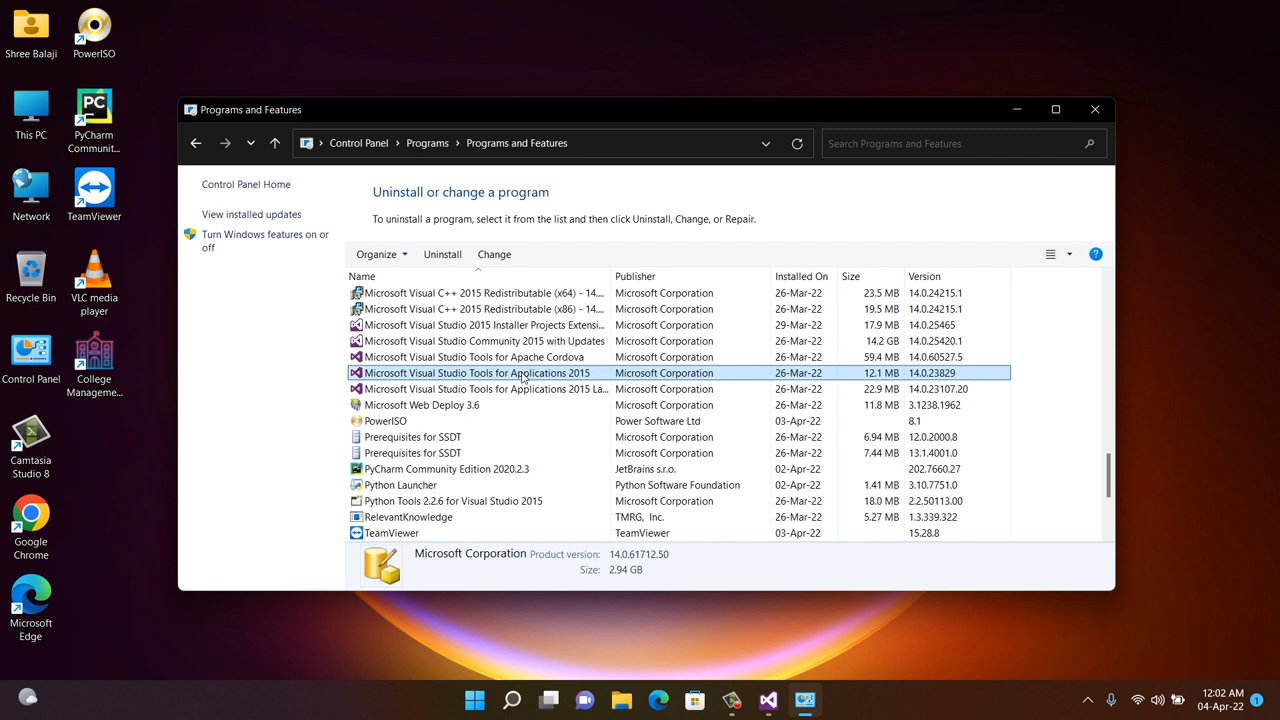 Shree Balaji
PowerISO
This PC
PC
PyCharm
Communit...
Network
TeamViewer
Recycle Bin
VLC media
player
Control Panel
College
Manageme...
Camtasia
Studio 8
Google
Chrome
Microsoft
Edge
Programs and Features
Control Panel > Programs > Programs and Features
Search Programs and Features
Control Panel Home
View installed updates
Turn Windows features on or
off
Uninstall or change a program
To uninstall a program, select it from the list and then click Uninstall, Change, or Repair.
Organize Uninstall Change
Name Publisher Installed On Size Version
Microsoft Visual C++ 2015 Redistributable (x64) - 14.... Microsoft Corporation 26-Mar-22 23.5 MB 14.0.24215.1
Microsoft Visual C++ 2015 Redistributable (x86) - 14.... Microsoft Corporation 26-Mar-22 19.5 MB 14.0.24215.1
Microsoft Visual Studio 2015 Installer Projects Extensi... Microsoft Corporation 29-Mar-22 17.9 MB 14.0.25465
Microsoft Visual Studio Community 2015 with Updates Microsoft Corporation 26-Mar-22 14.2 GB 14.0.25420.1
Microsoft Visual Studio Tools for Apache Cordova Microsoft Corporation 26-Mar-22 59.4 MB 14.0.60527.5
Microsoft Visual Studio Tools for Applications 2015 Microsoft Corporation 26-Mar-22 12.1 MB 14.0.23829
Microsoft Visual Studio Tools for Applications 2015 La... Microsoft Corporation 26-Mar-22 22.9 MB 14.0.23107.20
Microsoft Web Deploy 3.6 Microsoft Corporation 26-Mar-22 11.8 MB 3.1238.1962
PowerISO Power Software Ltd 03-Apr-22 8.1
Prerequisites for SSDT Microsoft Corporation 26-Mar-22 6.94 MB 12.0.2000.8
Prerequisites for SSDT Microsoft Corporation 26-Mar-22 7.44 MB 13.1.4001.0
PyCharm Community Edition 2020.2.3 JetBrains s.r.o. 02-Apr-22 202.7660.27
Python Launcher Python Software Foundation 02-Apr-22 1.41 MB 3.10.7751.0
Python Tools 2.2.6 for Visual Studio 2015 Microsoft Corporation 26-Mar-22 18.0 MB 2.2.50113.00
RelevantKnowledge TMRG, Inc. 26-Mar-22 5.27 MB 1.3.339.322
TeamViewer TeamViewer 03-Apr-22 15.28.8
Microsoft Corporation Product version: 14.0.61712.50
Size: 2.94 GB
12:02 AM
04-Apr-22
1